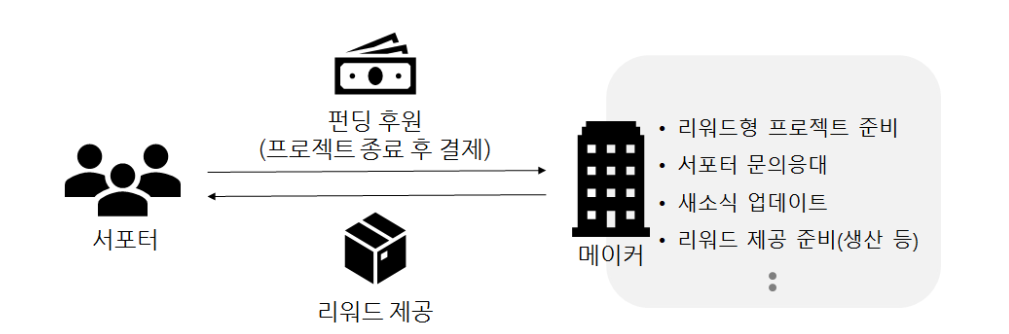 펀딩 후원
(프로젝트 종료 후 결제)
서포터
리워드 제공
메이커
• 리워드형 프로젝트 준비
• 서포터 문의응대
• 새소식 업데이트
• 리워드 제공 준비(생산 등)